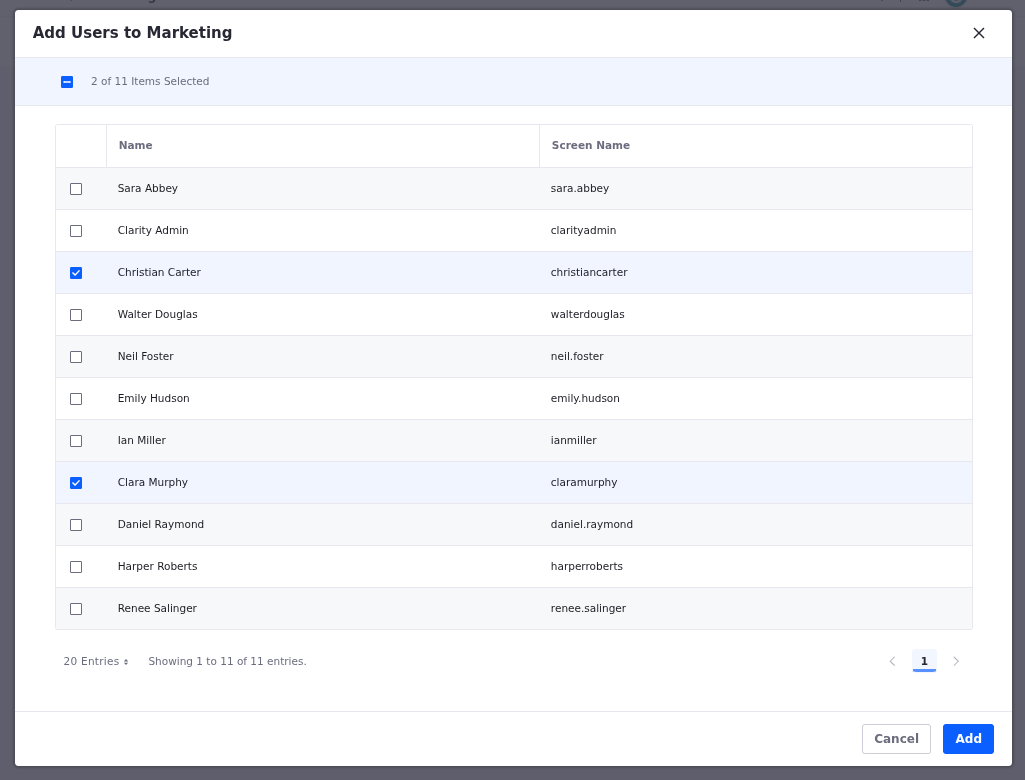 Add Users to Marketing
2 of 11 Items Selected
Name Screen Name
Sara Abbey sara.abbey
Clarity Admin clarityadmin
Christian Carter christiancarter
Walter Douglas walterdouglas
Neil Foster neil.foster
Emily Hudson emily.hudson
Ian Miller ianmiller
Clara Murphy claramurphy
Daniel Raymond daniel.raymond
Harper Roberts harperroberts
Renee Salinger renee.salinger
20 Entries Showing 1 to 11 of 11 entries. 1
Cancel Add